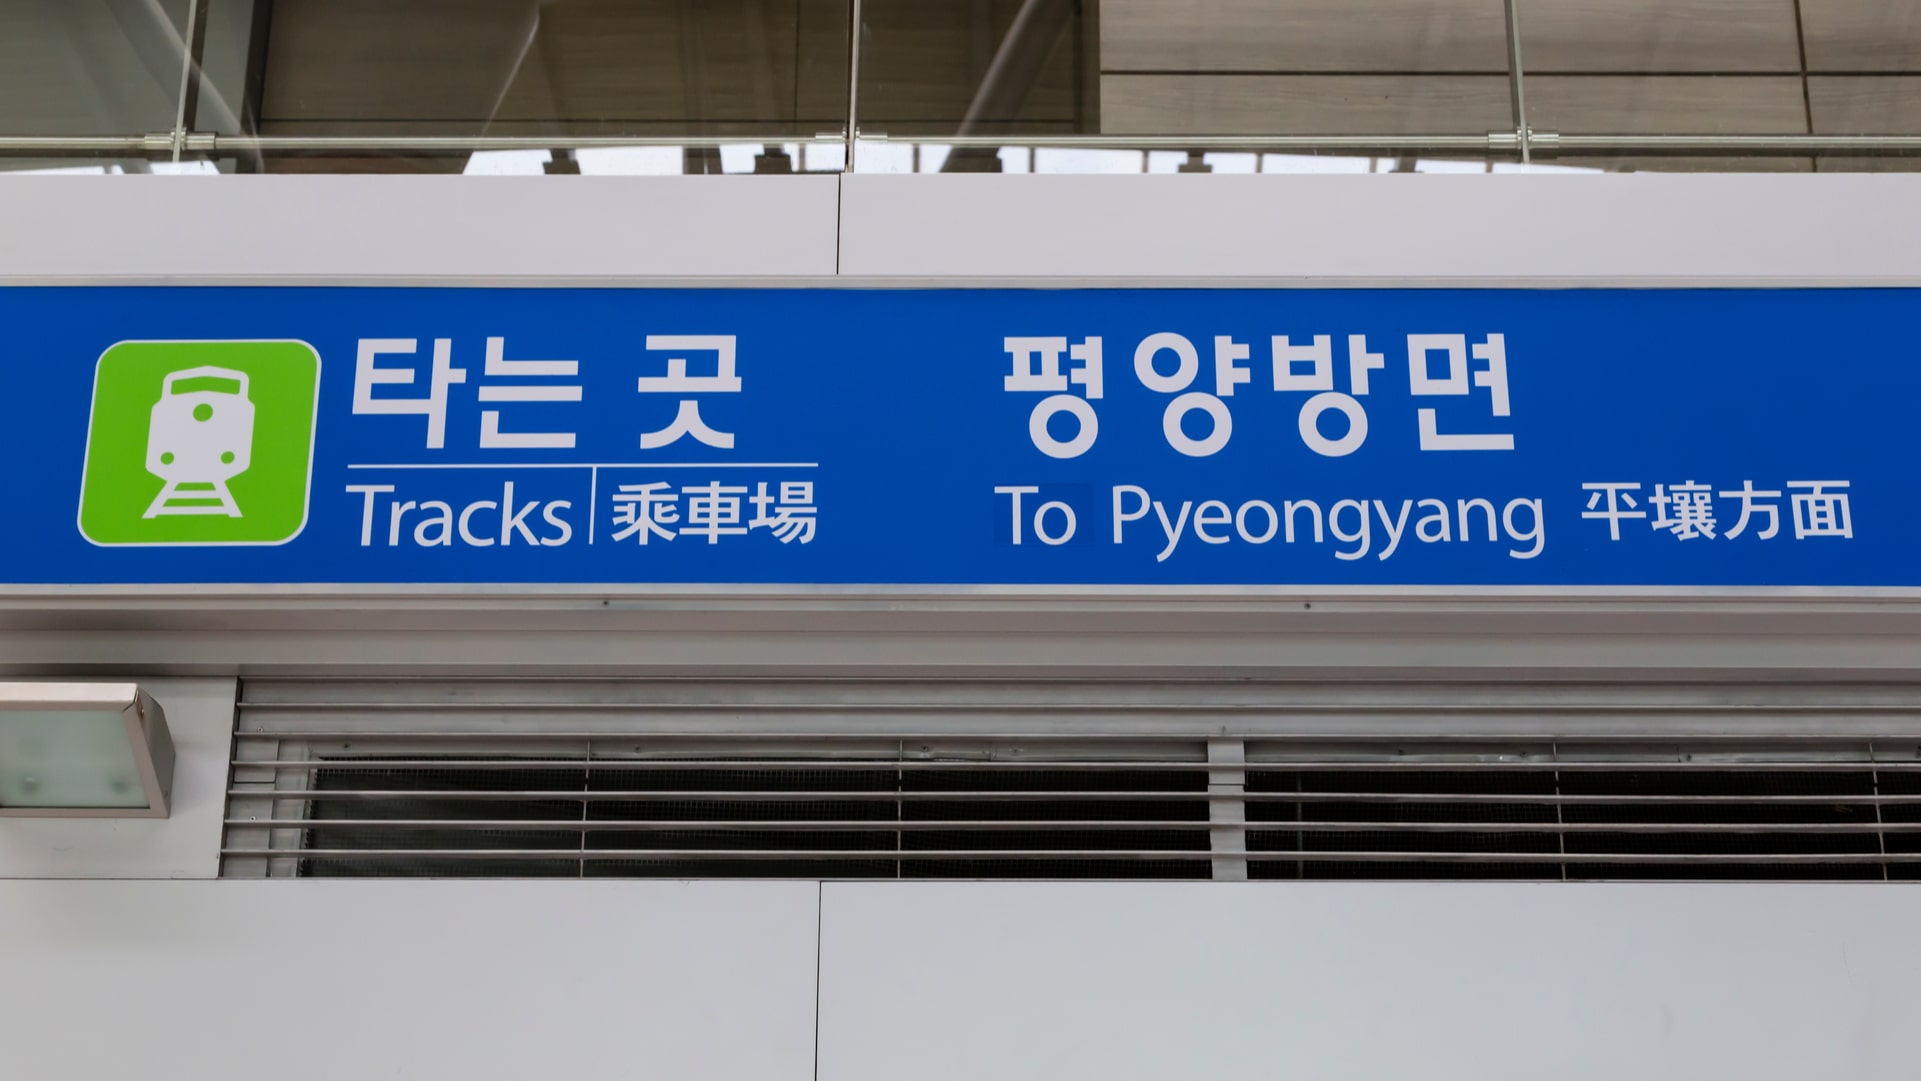 타는 곳
Tracks 乘車場
평양방면
To Pyeongyang 平壤方面